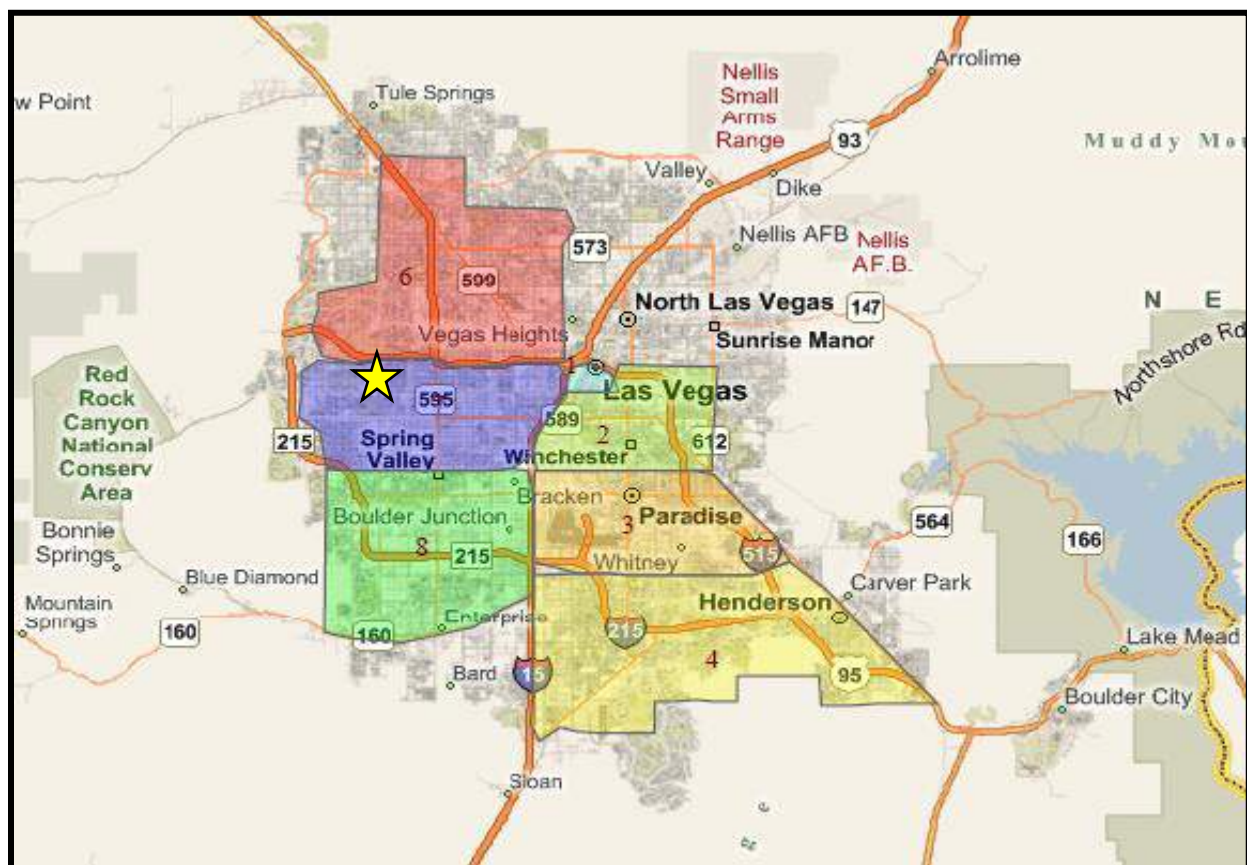 Arrolime
Nellis
Small
Arms
Range
w Point
Tule Springs
93
Muddy Mou
Valley
Dike
573
Nellis AFB
Nellis
A.F.B.
6
599
North Las Vegas
147
N E
Vegas Heights
Sunrise Manor
Northshore Rd
1
Red
Rock
Canyon
National
Conserv
Area
595
Las Vegas
589
2
612
215
Spring
Valley
Winchester
Bracken
Boulder Junction
Paradise
3
564
166
Bonnie
Springs
8
215
Whitney
515
Blue Diamond
Carver Park
Henderson
Mountain
Springs
160
160
Enterprise
215
Lake Mead
4
Bard
15
95
Boulder City
Sloan